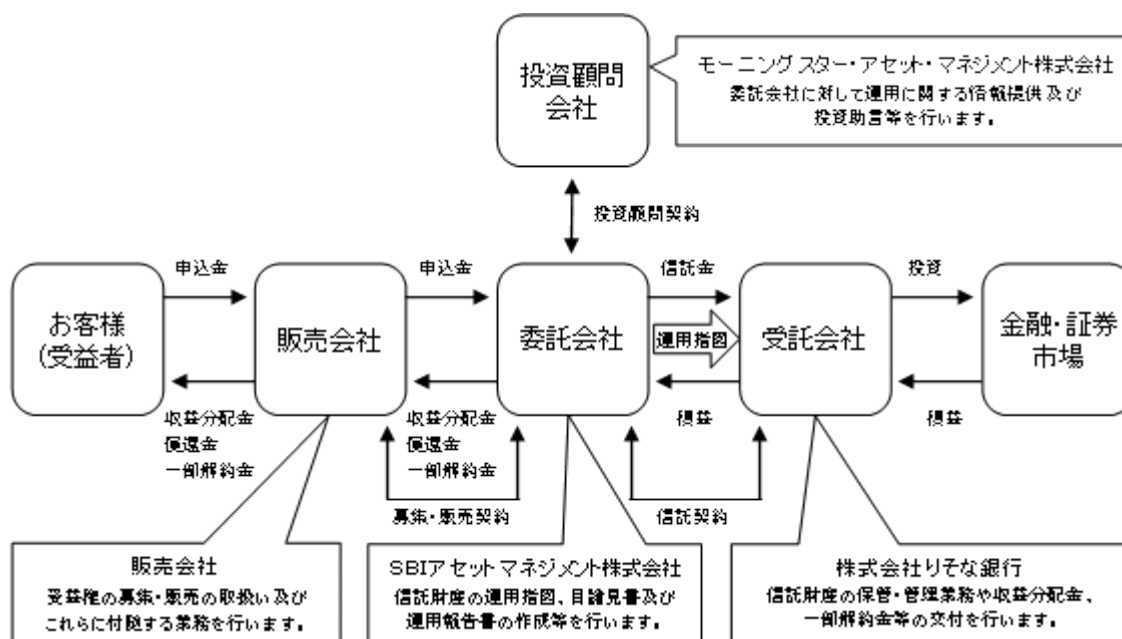 投資顧問
会社
モーニングスター・アセット・マネジメント株式会社
委託会社に対して運用に関する情報提供及び
投資助言等を行います。
投資顧問契約
申込金
申込金
信託金
投資
お客様
(受益者)
販売会社
委託会社
運用指図
受託会社
金融・証券
市場
収益分配金
償還金
一部解約金
収益分配金
償還金
一部解約金
損益
損益
募集・販売契約
信託契約
販売会社
受益権の募集・販売の取扱い及び
これらに付随する業務を行います。
SBIアセットマネジメント株式会社
信託財産の運用指図、目論見書及び
運用報告書の作成等を行います。
株式会社りそな銀行
信託財産の保管・管理業務や収益分配金、
一部解約金等の交付を行います。